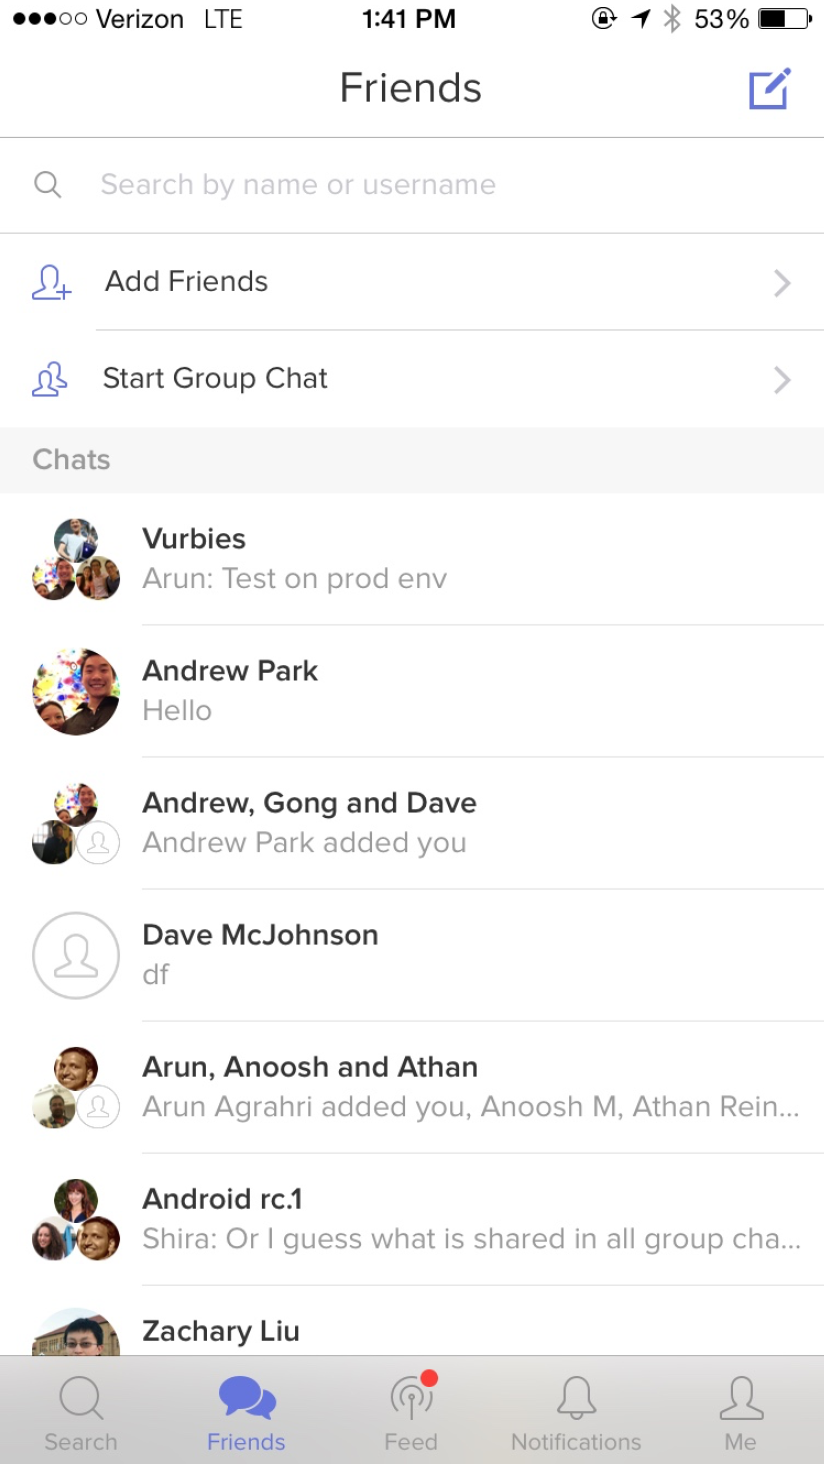 Verizon LTE 1:41 PM 53%
Friends
Search by name or username
Add Friends
Start Group Chat
Chats
Vurbies
Arun: Test on prod env
Andrew Park
Hello
Andrew, Gong and Dave
Andrew Park added you
Dave McJohnson
df
Arun, Anoosh and Athan
Arun Agrahri added you, Anoosh M, Athan Rein...
Android rc.1
Shira: Or I guess what is shared in all group cha...
Zachary Liu
Search Friends Feed Notifications Me